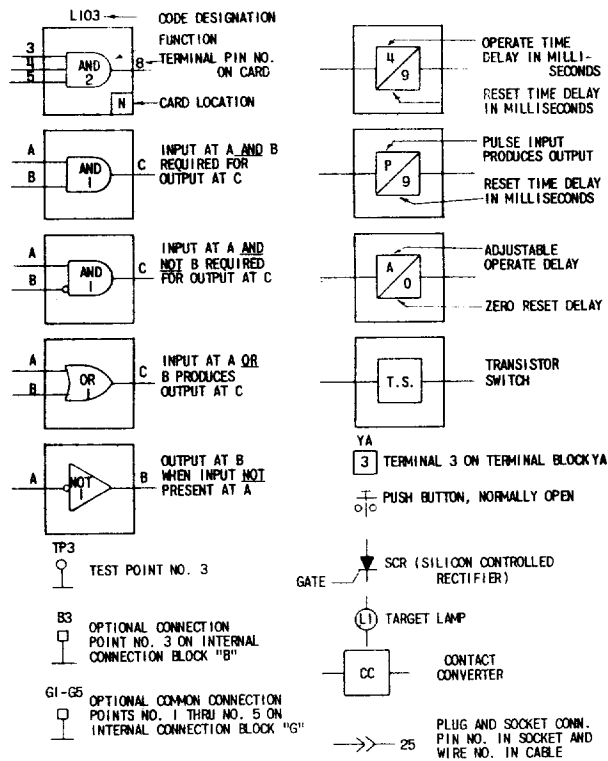 L103 CODE DESIGNATION
FUNCTION
3
4
5
AND
2
8
TERMINAL PIN NO.
ON CARD
N
CARD LOCATION
A
B
AND
1
C
INPUT AT A AND B
REQUIRED FOR
OUTPUT AT C
A
B
AND
1
C
INPUT AT A AND
NOT B REQUIRED
FOR OUTPUT AT C
A
B
OR
1
C
INPUT AT A OR
B PRODUCES
OUTPUT AT C
A
NOT
1
B
OUTPUT AT B
WHEN INPUT NOT
PRESENT AT A
TP3
TEST POINT NO. 3
B3
OPTIONAL CONNECTION
POINT NO. 3 ON INTERNAL
CONNECTION BLOCK "B"
G1-G5
OPTIONAL COMMON CONNECTION
POINTS NO. 1 THRU NO. 5 ON
INTERNAL CONNECTION BLOCK "G"
4
9
OPERATE TIME
DELAY IN MILLI-
SECONDS
RESET TIME DELAY
IN MILLISECONDS
P
9
PULSE INPUT
PRODUCES OUTPUT
RESET TIME DELAY
IN MILLISECONDS
A
0
ADJUSTABLE
OPERATE DELAY
ZERO RESET DELAY
T.S.
TRANSISTOR
SWITCH
YA
3 TERMINAL 3 ON TERMINAL BLOCK YA
PUSH BUTTON, NORMALLY OPEN
GATE
SCR (SILICON CONTROLLED
RECTIFIER)
L1 TARGET LAMP
CC
CONTACT
CONVERTER
25
PLUG AND SOCKET CONN.
PIN NO. IN SOCKET AND
WIRE NO. IN CABLE